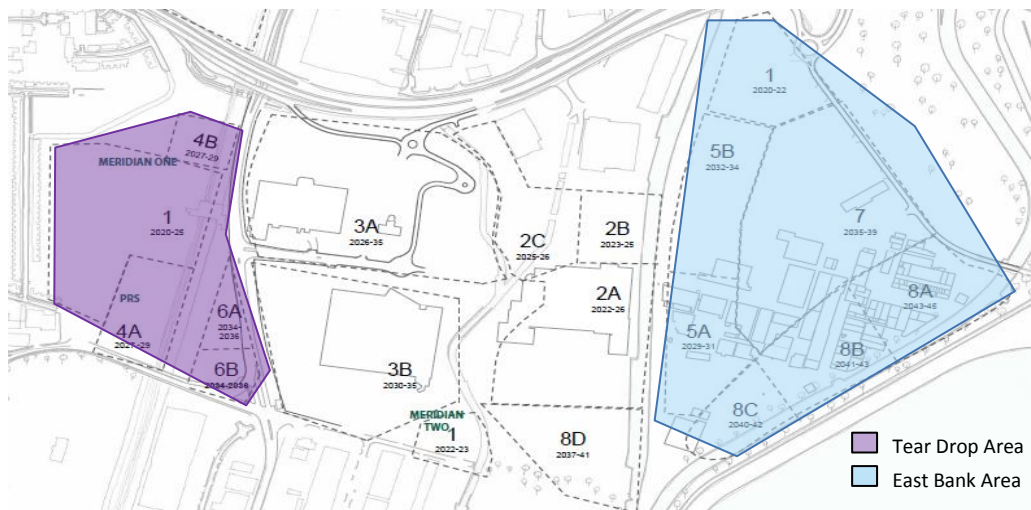 1
2020-22
4B
2027-29
MERIDIAN ONE
5B
2032-34
1
2020-25
3A
2026-35
2B
2023-25
7
2035-39
2C
2025-26
PRS
6A
2034-
2036
2A
2022-26
8A
2043-45
4A
2027-29
5A
2029-31
8B
2041-43
6B
2034-2036
3B
2030-35
MERIDIAN
TWO
1
2022-23
8C
2040-42
8D
2037-41
Tear Drop Area
East Bank Area